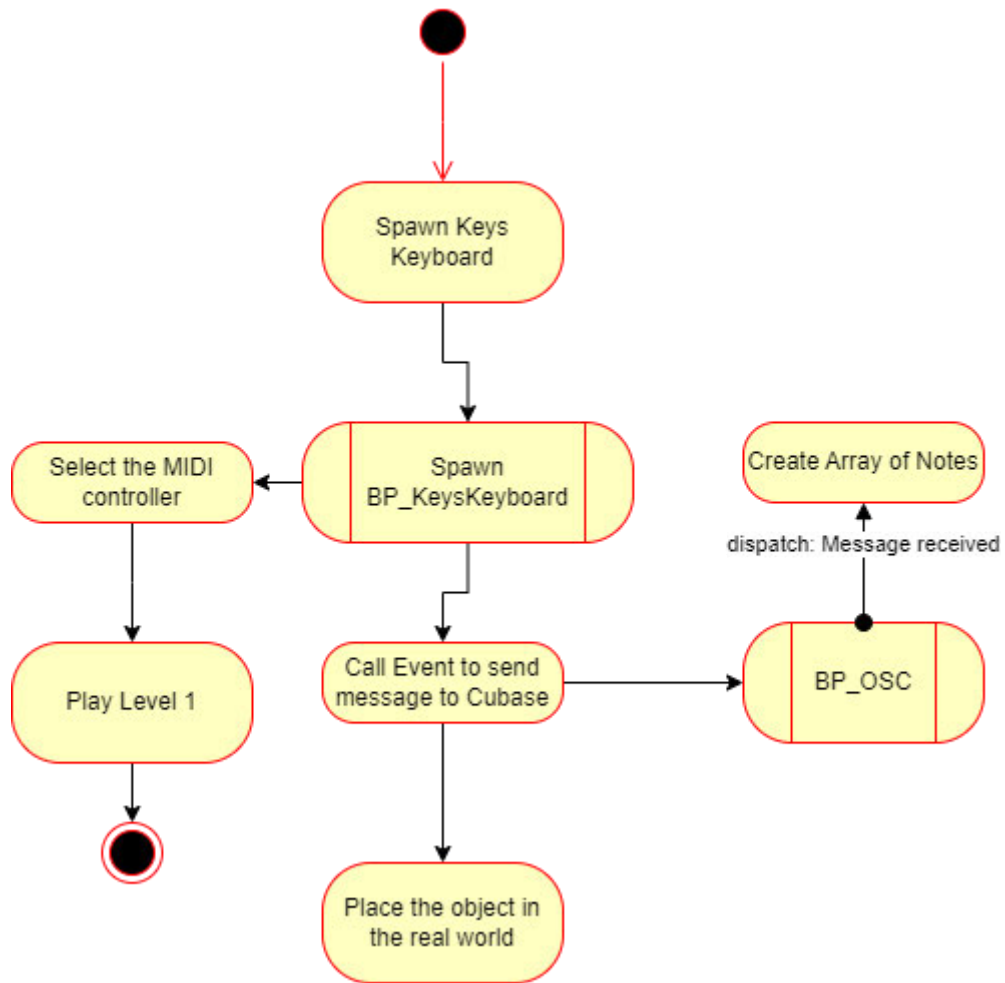 Spawn Keys
Keyboard
Select the MIDI
controller
Spawn
BP_KeysKeyboard
Create Array of Notes
dispatch: Message received
Play Level 1
Call Event to send
message to Cubase
BP_OSC
Place the object in
the real world